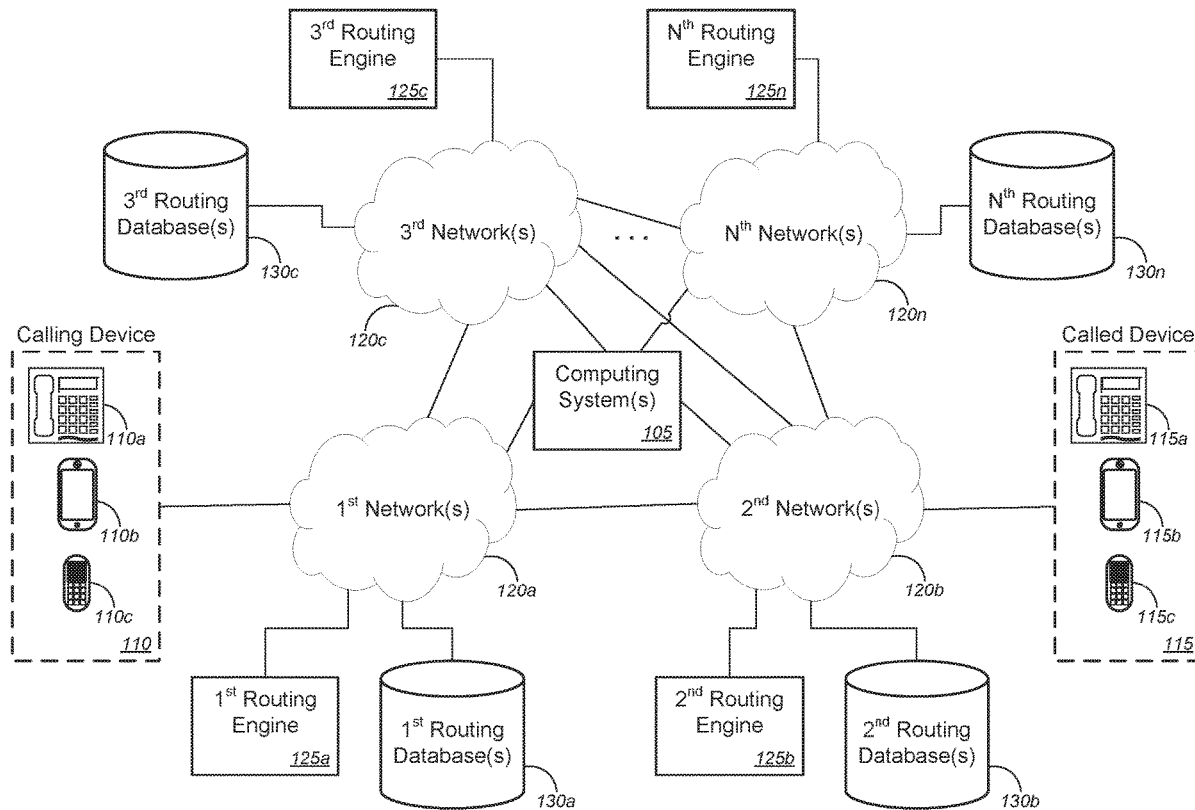 3rd Routing
Engine
125c
Nth Routing
Engine
125n
3rd Routing
Database(s)
130c
3rd Network(s)
120c
. . .
Nth Network(s)
120n
Nth Routing
Database(s)
130n
Calling Device
110a
110b
110c
110
Computing
System(s)
105
Called Device
115a
115b
115c
115
1st Network(s)
120a
2nd Network(s)
120b
1st Routing
Engine
125a
1st Routing
Database(s)
130a
2nd Routing
Engine
125b
2nd Routing
Database(s)
130b